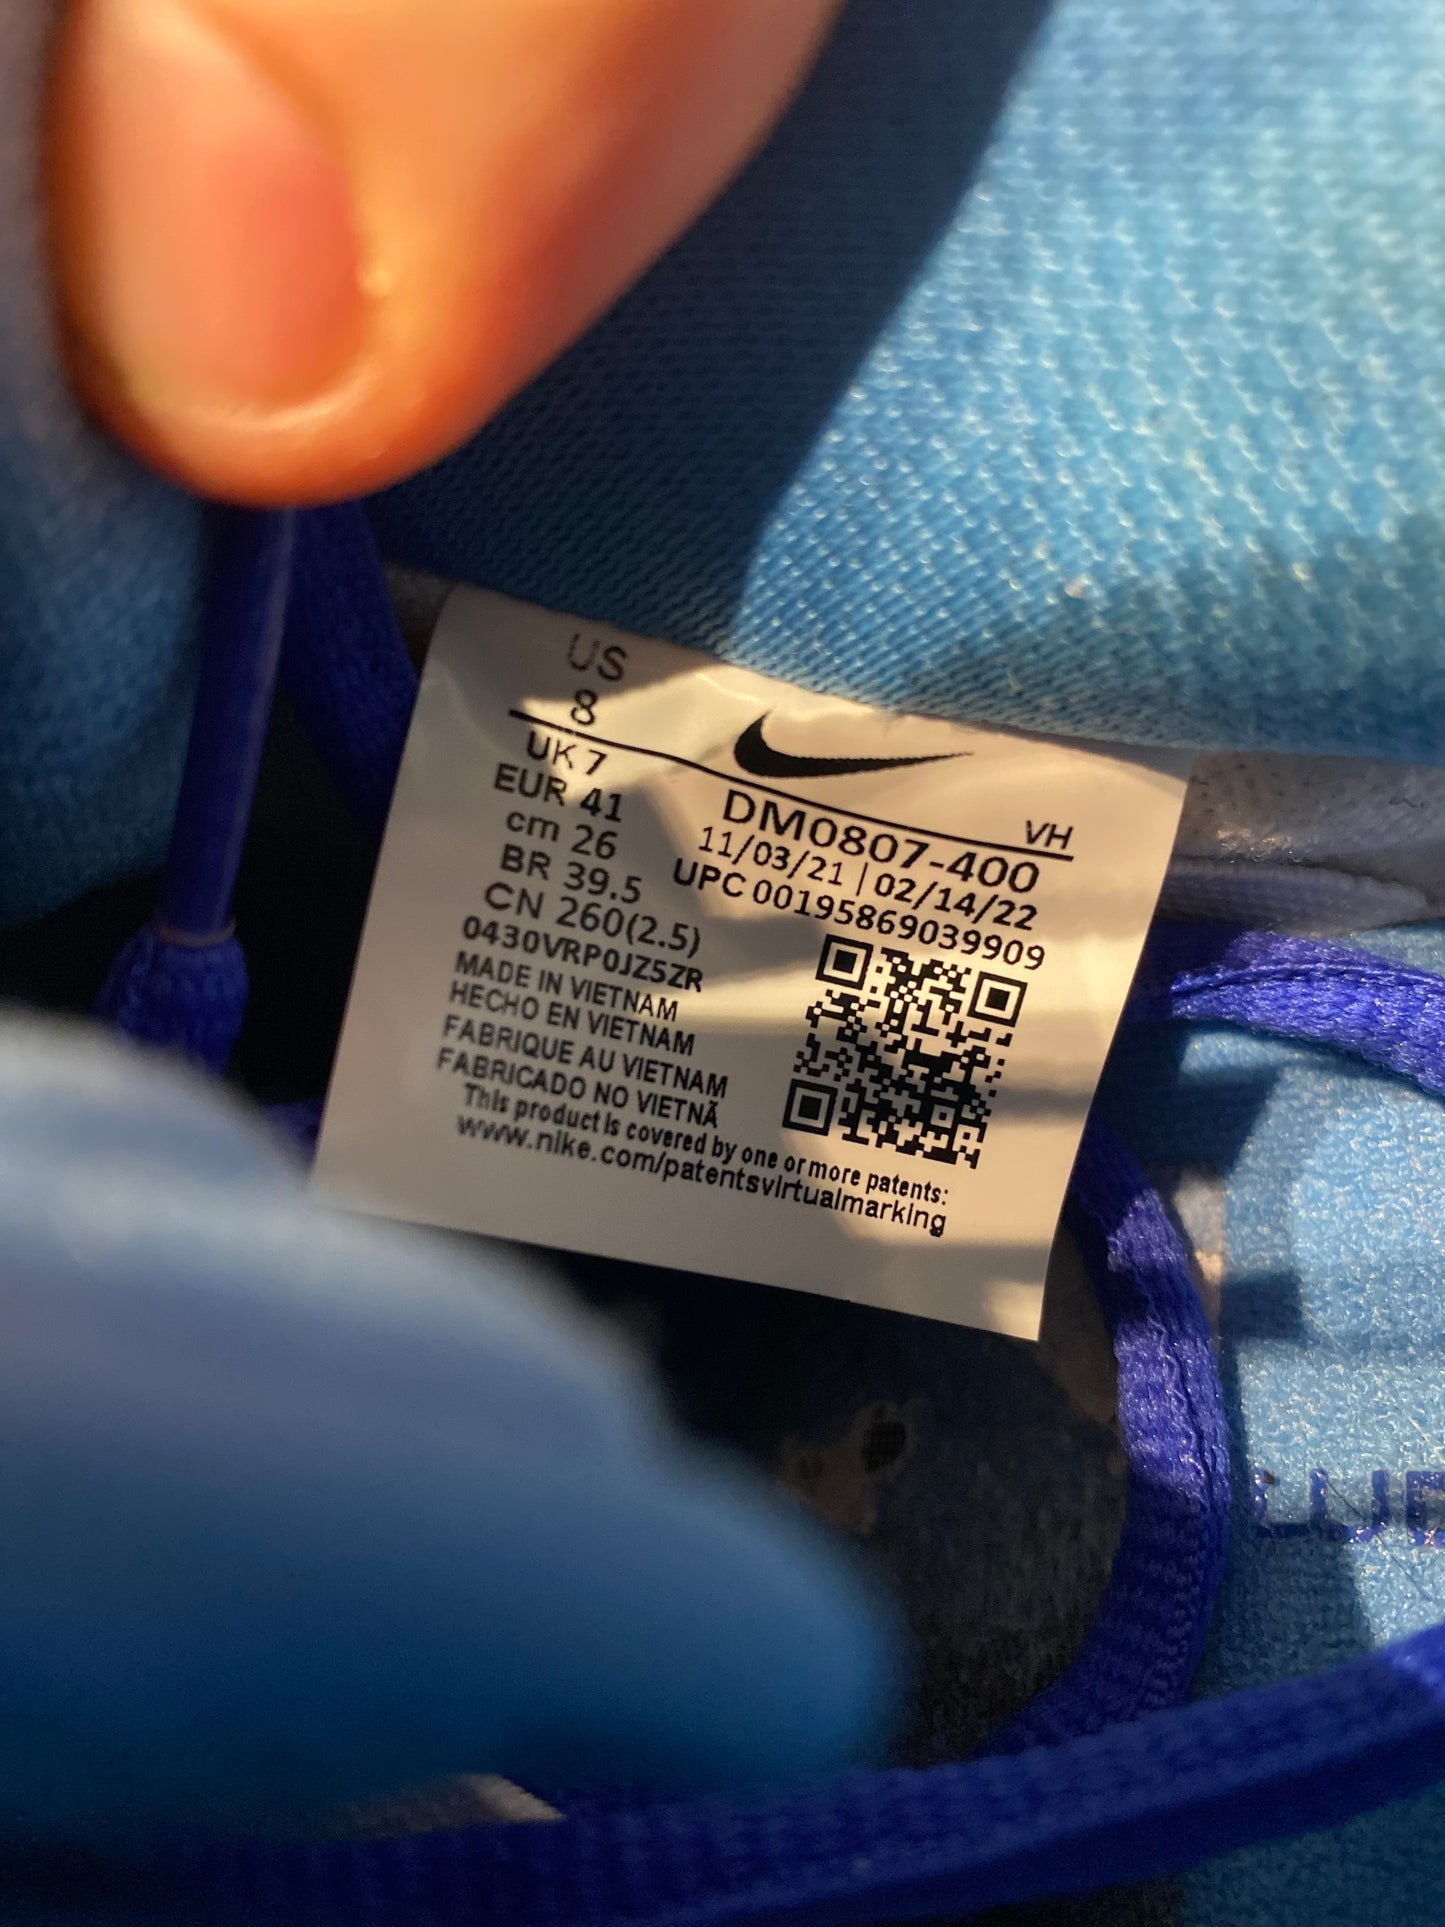 US
8
UK 7
EUR 41
cm 26
BR 39.5
CN 260(2.5)
0430VRP0JZ5ZR
MADE IN VIETNAM
HECHO EN VIETNAM
FABRIQUE AU VIETNAM
FABRICADO NO VIETNÃ
This product is covered by one or more patents:
www.nike.com/patentsvirtualmarking
VH
DM0807-400
11/03/21 | 02/14/22
UPC 00195869039909